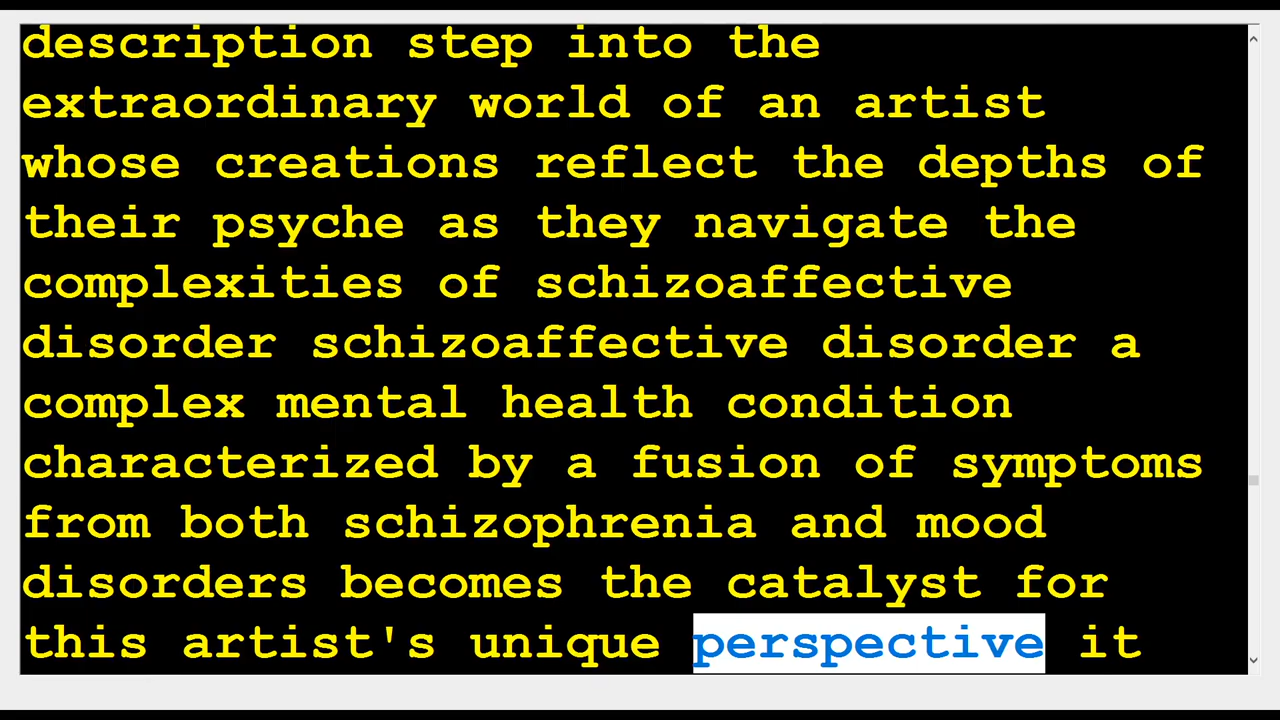 description step into the
extraordinary world of an artist
whose creations reflect the depths of
their psyche as they navigate the
complexities of schizoaffective
disorder schizoaffective disorder a
complex mental health condition
characterized by a fusion of symptoms
from both schizophrenia and mood
disorders becomes the catalyst for
this artist's unique perspective it